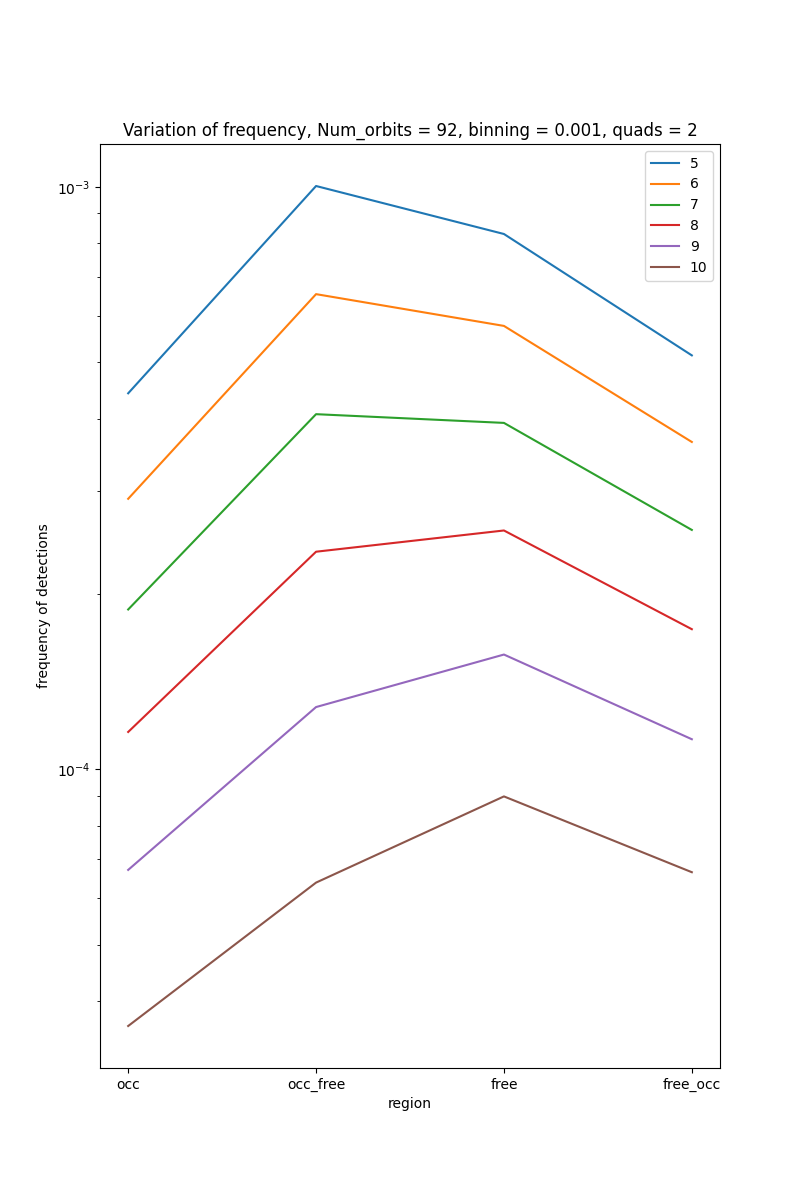 Variation of frequency, Num_orbits = 92, binning = 0.001, quads = 2
5
6
7
8
9
10
10⁻³
10⁻⁴
frequency of detections
occ occ_free free free_occ
region